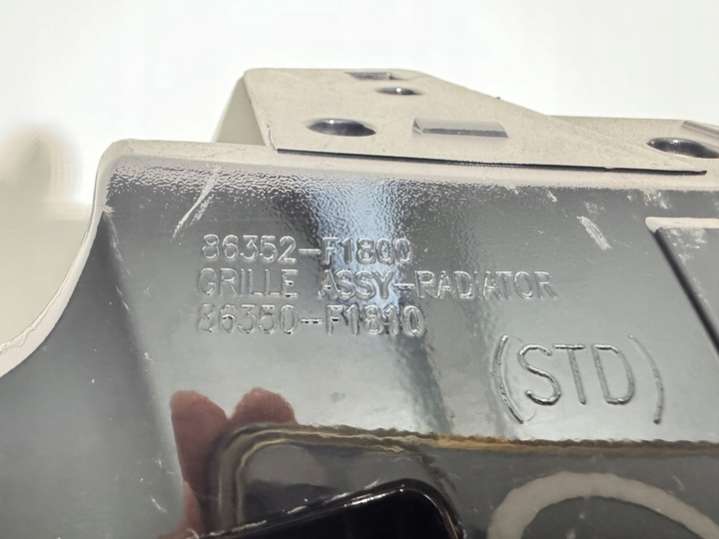 86352-F1800
GRILLE ASSY-RADIATOR
86350-F1810
(STD)